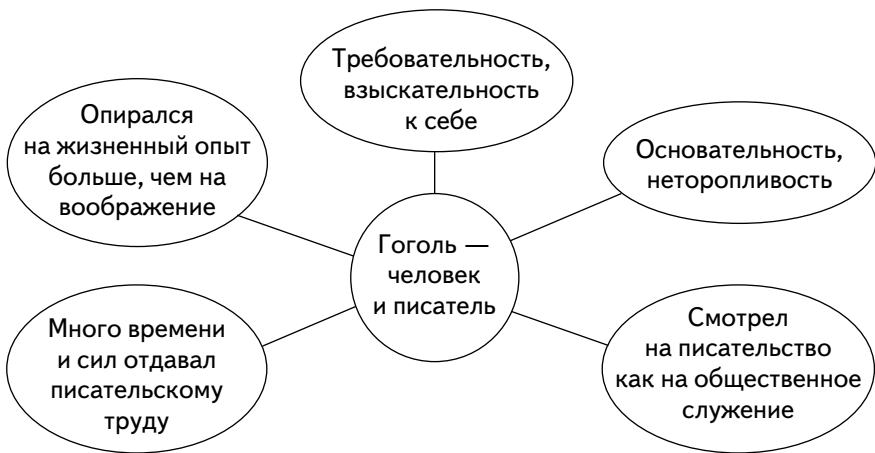 Требовательность,
взыскательность
к себе
Опирался
на жизненный опыт
больше, чем на
воображение
Основательность,
неторопливость
Гоголь —
человек
и писатель
Много времени
и сил отдавал
писательскому
труду
Смотрел
на писательство
как на общественное
служение